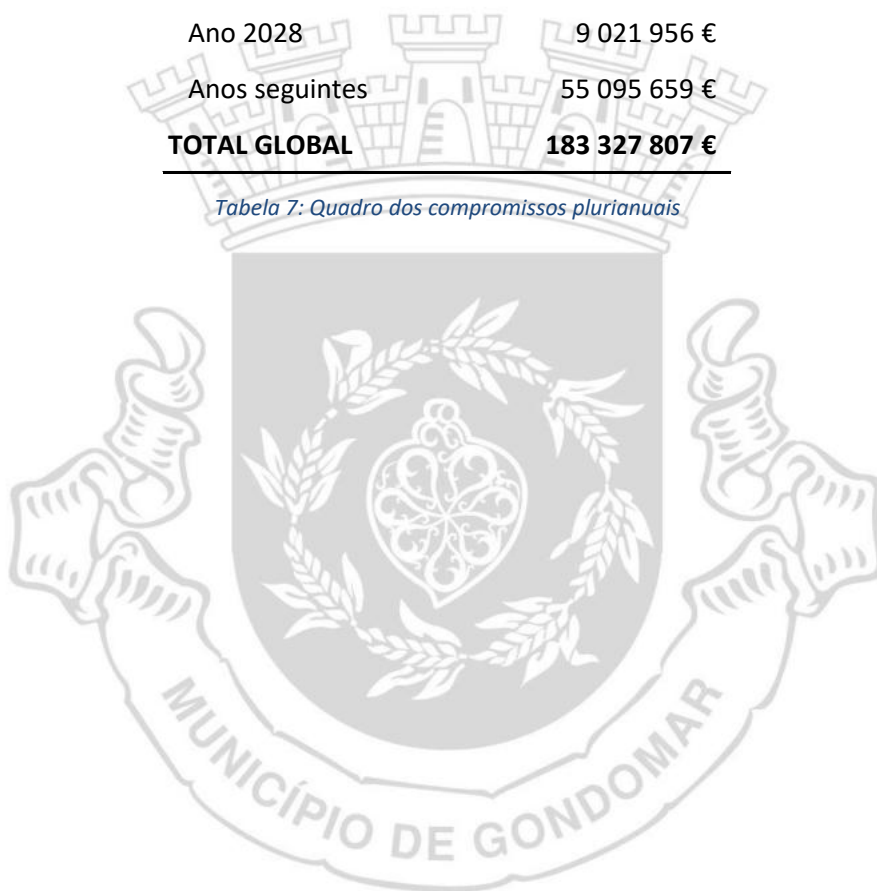 Ano 2028 9 021 956 €
Anos seguintes 55 095 659 €
TOTAL GLOBAL 183 327 807 €
Tabela 7: Quadro dos compromissos plurianuais
MUNICÍPIO DE GONDOMAR